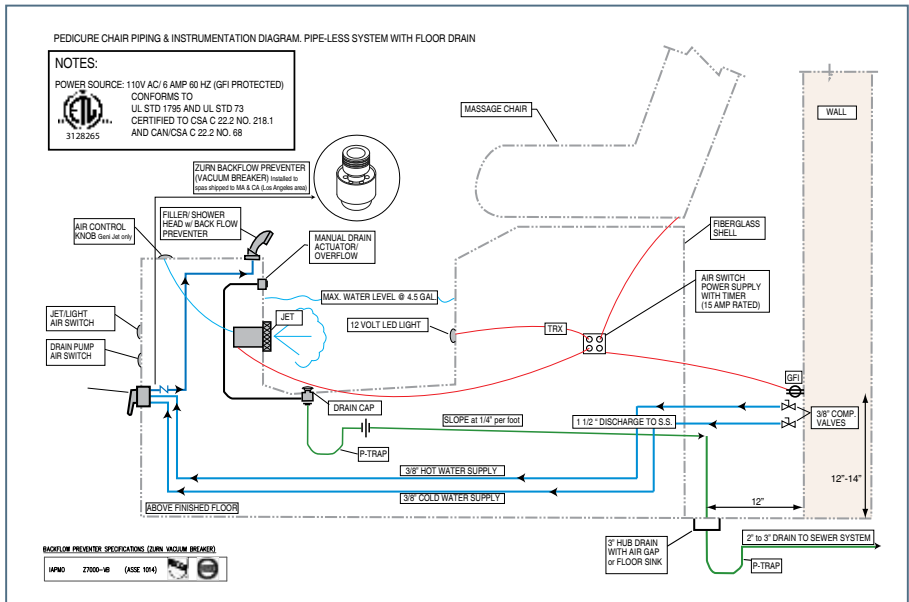 PEDICURE CHAIR PIPING & INSTRUMENTATION DIAGRAM. PIPE-LESS SYSTEM WITH FLOOR DRAIN
NOTES:
POWER SOURCE: 110V AC/ 6 AMP 60 HZ (GFI PROTECTED)
CONFORMS TO
UL STD 1795 AND UL STD 73
CERTIFIED TO CSA C 22.2 NO. 218.1
AND CAN/CSA C 22.2 NO. 68
ETL
3128265
MASSAGE CHAIR
WALL
ZURN BACKFLOW PREVENTER
(VACUUM BREAKER) Installed to
spas shipped to MA & CA (Los Angeles area)
FILLER/ SHOWER
HEAD w/ BACK FLOW
PREVENTER
AIR CONTROL
KNOB Geni Jet only
MANUAL DRAIN
ACTUATOR/
OVERFLOW
FIBERGLASS
SHELL
AIR SWITCH
POWER SUPPLY
WITH TIMER
(15 AMP RATED)
MAX. WATER LEVEL @ 4.5 GAL.
JET/LIGHT
AIR SWITCH
JET
12 VOLT LED LIGHT
TRX
DRAIN PUMP
AIR SWITCH
GFI
DRAIN CAP
SLOPE at 1/4" per foot
1 1/2 " DISCHARGE TO S.S.
3/8" COMP.
VALVES
P-TRAP
3/8" HOT WATER SUPPLY
12"-14"
3/8" COLD WATER SUPPLY
12"
ABOVE FINISHED FLOOR
3" HUB DRAIN
WITH AIR GAP
or FLOOR SINK
2" to 3" DRAIN TO SEWER SYSTEM
P-TRAP
BACKFLOW PREVENTER SPECIFICATIONS (ZURN VACUUM BREAKER)
IAPMO Z7000-VB (ASSE 1014)